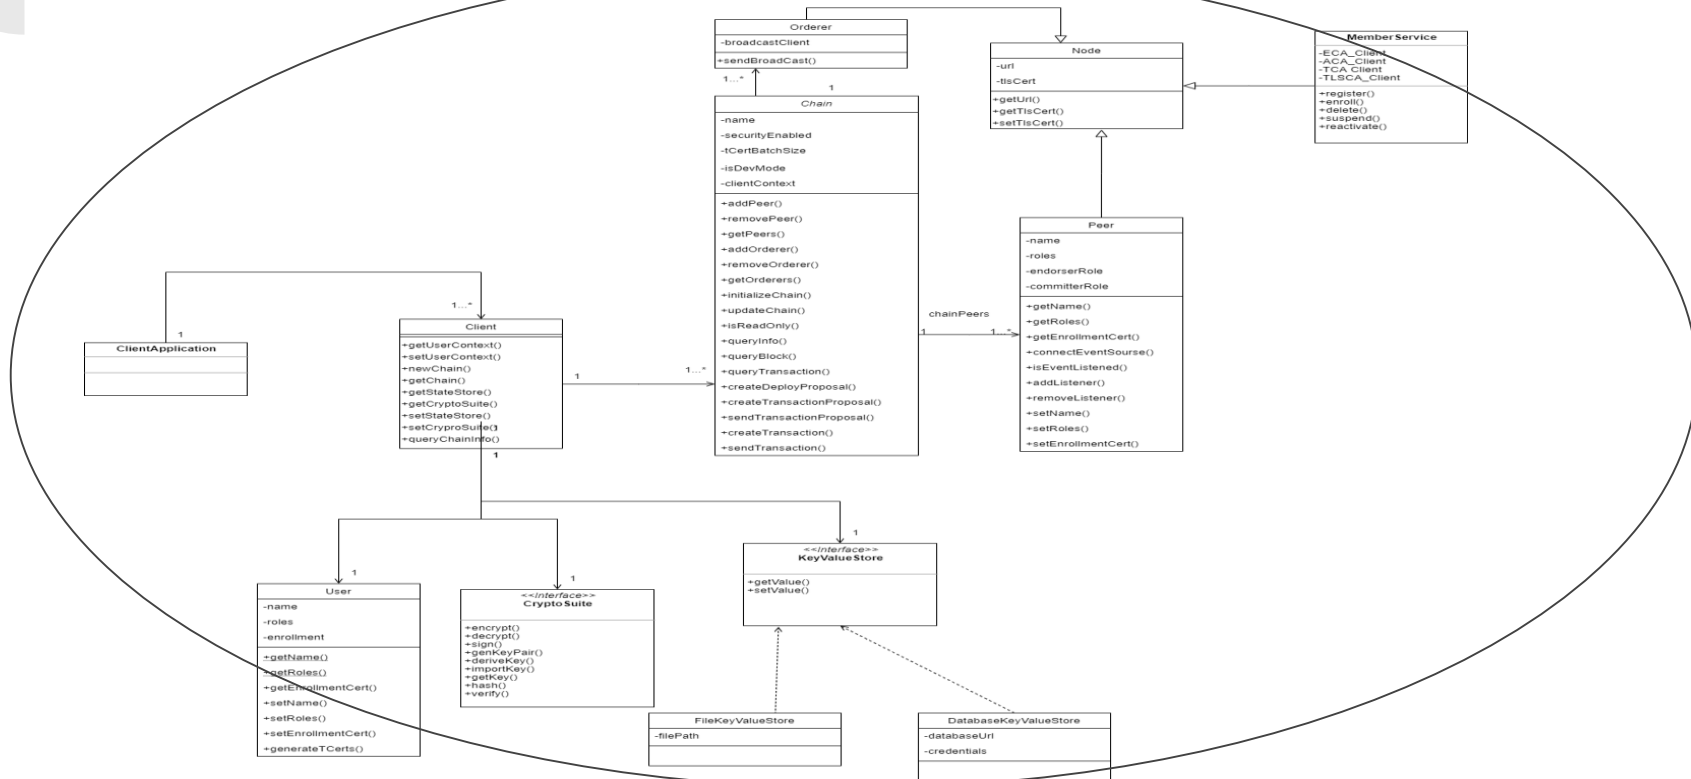 Orderer
-broadcastClient
+sendBroadCast()
1...*
1
Node
-url
-tlsCert
+getUrl()
+getTlsCert()
+setTlsCert()
MemberService
-ECA_Client
-ACA_Client
-TCA Client
-TLSCA_Client
+register()
+enroll()
+delete()
+suspend()
+reactivate()
Chain
-name
-securityEnabled
-tCertBatchSize
-isDevMode
-clientContext
+addPeer()
+removePeer()
+getPeers()
+addOrderer()
+removeOrderer()
+getOrderers()
+initializeChain()
+updateChain()
+isReadOnly()
+queryInfo()
+queryBlock()
+queryTransaction()
+createDeployProposal()
+createTransactionProposal()
+sendTransactionProposal()
+createTransaction()
+sendTransaction()
chainPeers
1
1...*
Peer
-name
-roles
-endorserRole
-committerRole
+getName()
+getRoles()
+getEnrollmentCert()
+connectEventSourse()
+isEventListened()
+addListener()
+removeListener()
+setName()
+setRoles()
+setEnrollmentCert()
1
1...*
ClientApplication
Client
+getUserContext()
+setUserContext()
+newChain()
+getChain()
+getStateStore()
+getCryptoSuite()
+setStateStore()
+setCryproSuite()
+queryChainInfo()
1
1...*
1
1
1
1
1
User
-name
-roles
-enrollment
+getName()
+getRoles()
+getEnrollmentCert()
+setName()
+setRoles()
+setEnrollmentCert()
+generateTCerts()
<<Interface>>
CryptoSuite
+encrypt()
+decrypt()
+sign()
+genKeyPair()
+deriveKey()
+importKey()
+getKey()
+hash()
+verify()
<<Interface>>
KeyValueStore
+getValue()
+setValue()
FileKeyValueStore
-filePath
DatabaseKeyValueStore
-databaseUrl
-credentials